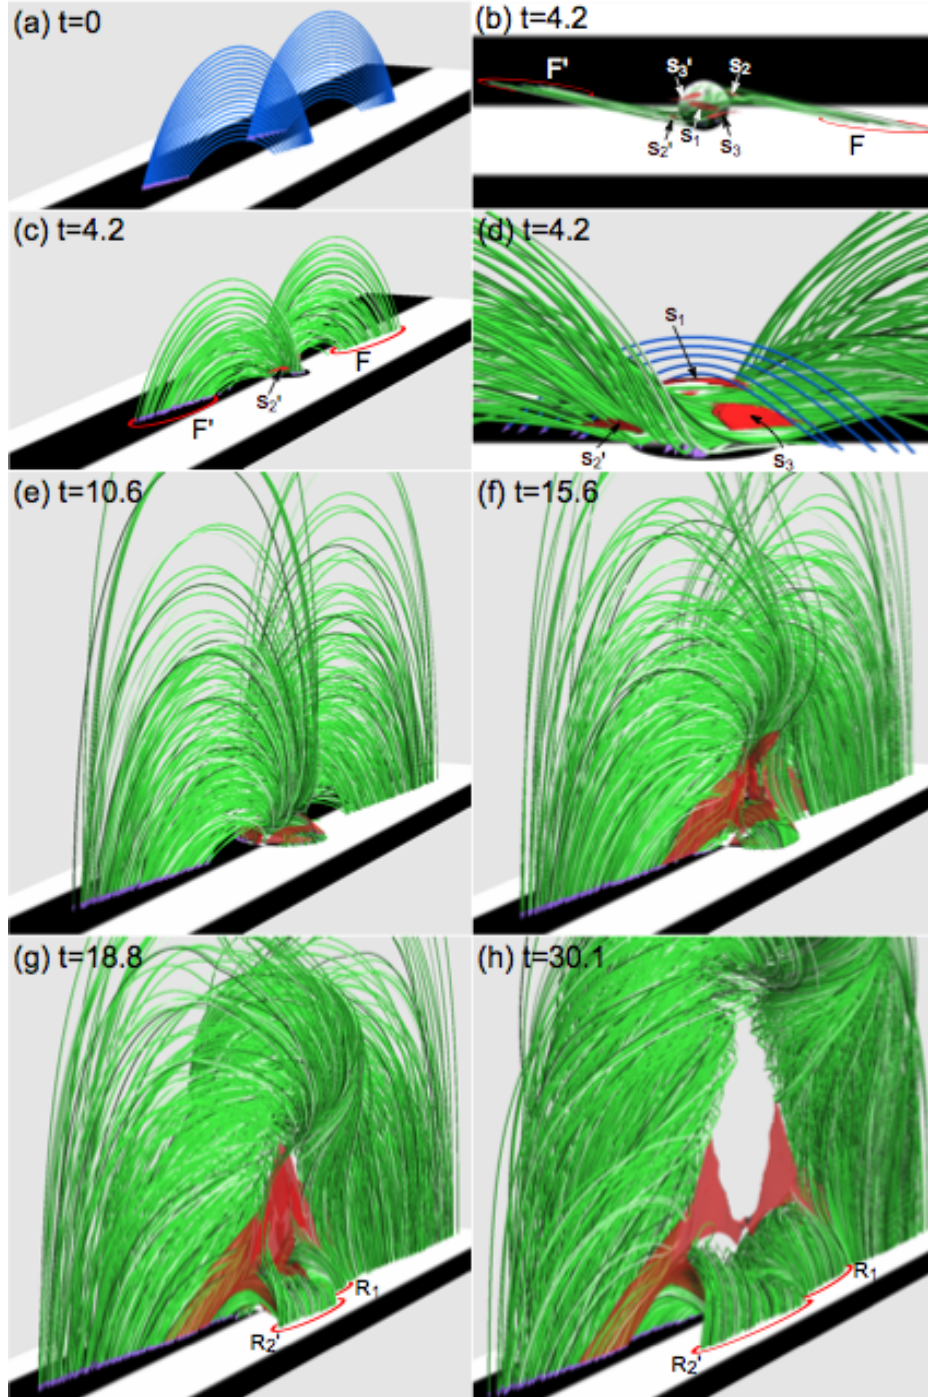 (a) t=0
(b) t=4.2
F'
s3'
s2
s2'
s1
s3
F
(c) t=4.2
s2'
F
F'
(d) t=4.2
s1
s2'
s3
(e) t=10.6
(f) t=15.6
(g) t=18.8
R1
R2'
(h) t=30.1
R1
R2'